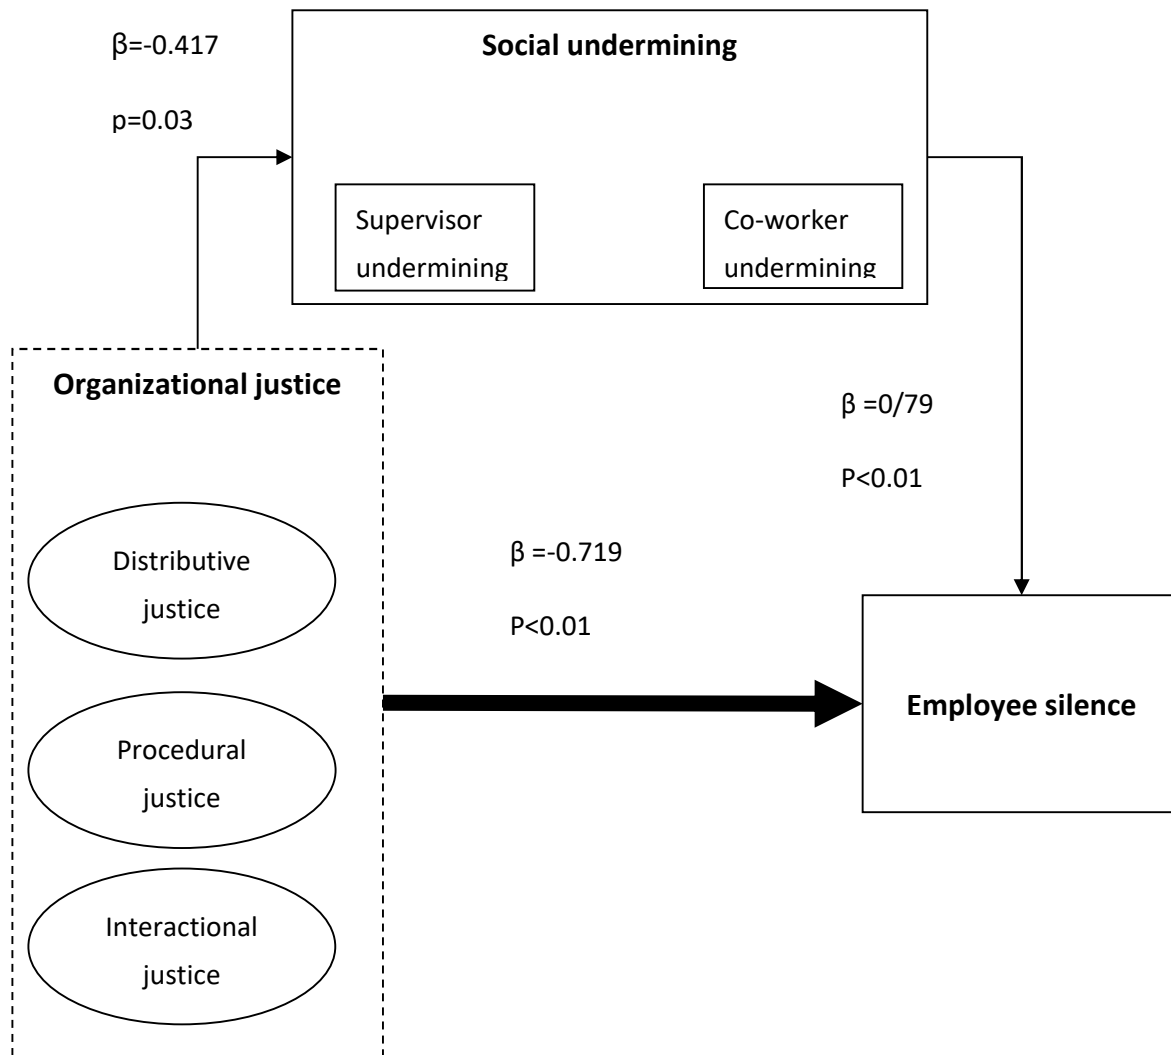 β=-0.417
p=0.03
Social undermining
Supervisor
undermining
Co-worker
undermining
Organizational justice
β =0/79
P<0.01
Distributive
justice
β =-0.719
P<0.01
Employee silence
Procedural
justice
Interactional
justice